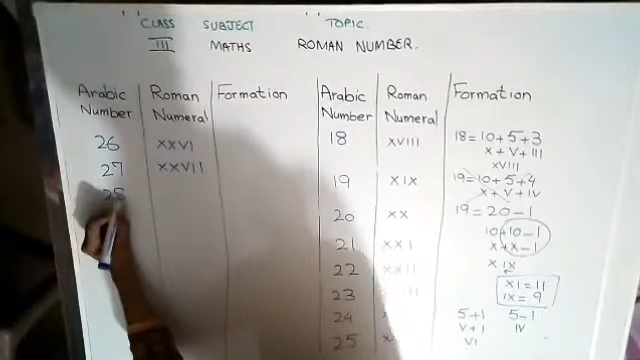 CLASS SUBJECT TOPIC.
III MATHS ROMAN NUMBER.
Arabic Number Roman Numeral Formation
26 XXVI
27 XXVII
Arabic Number Roman Numeral Formation
18 XVIII 18=10+5+3
X+V+III
XVIII
19 XIX 19=10+5+4
X+V+IV
20 XX 19=20-1
10+10-1
21 XXI X+X-1
22 XXII XIX
23 XI=11
IX=9
24 5+1 5-1
V+1 IV
25 VI